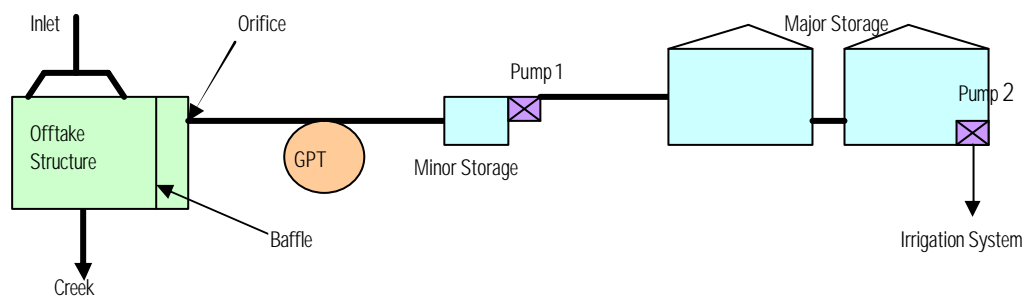 Inlet
Orifice
Major Storage
Pump 1
Pump 2
Offtake
Structure
GPT
Minor Storage
Baffle
Irrigation System
Creek